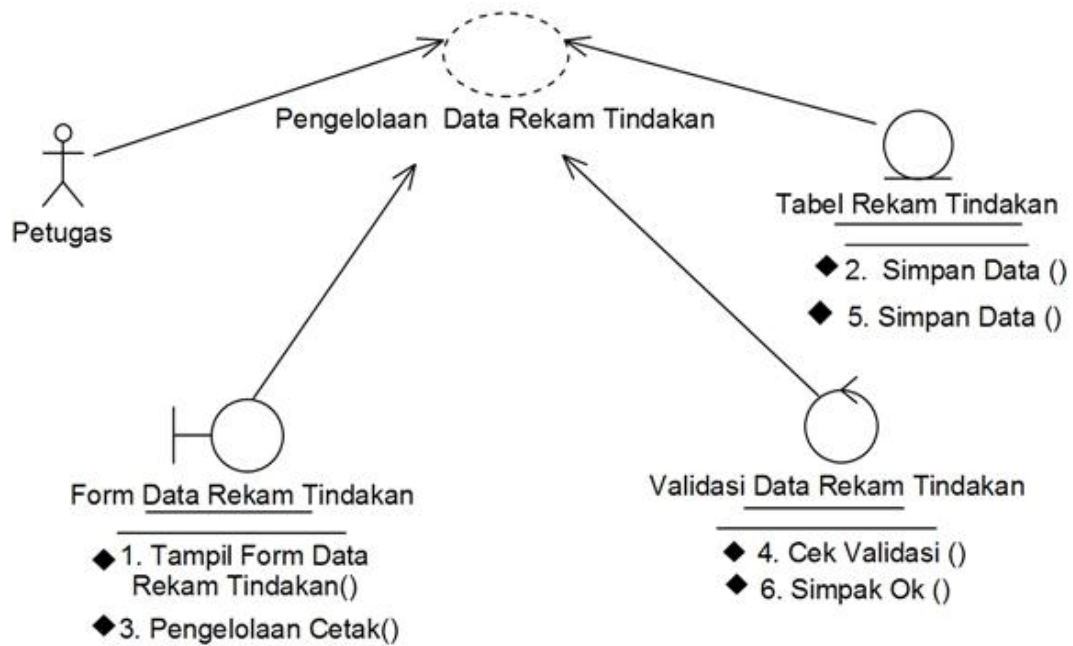 Pengelolaan Data Rekam Tindakan
Petugas
Tabel Rekam Tindakan
2. Simpan Data ()
5. Simpan Data ()
Form Data Rekam Tindakan
1. Tampil Form Data
Rekam Tindakan()
3. Pengelolaan Cetak()
Validasi Data Rekam Tindakan
4. Cek Validasi ()
6. Simpak Ok ()